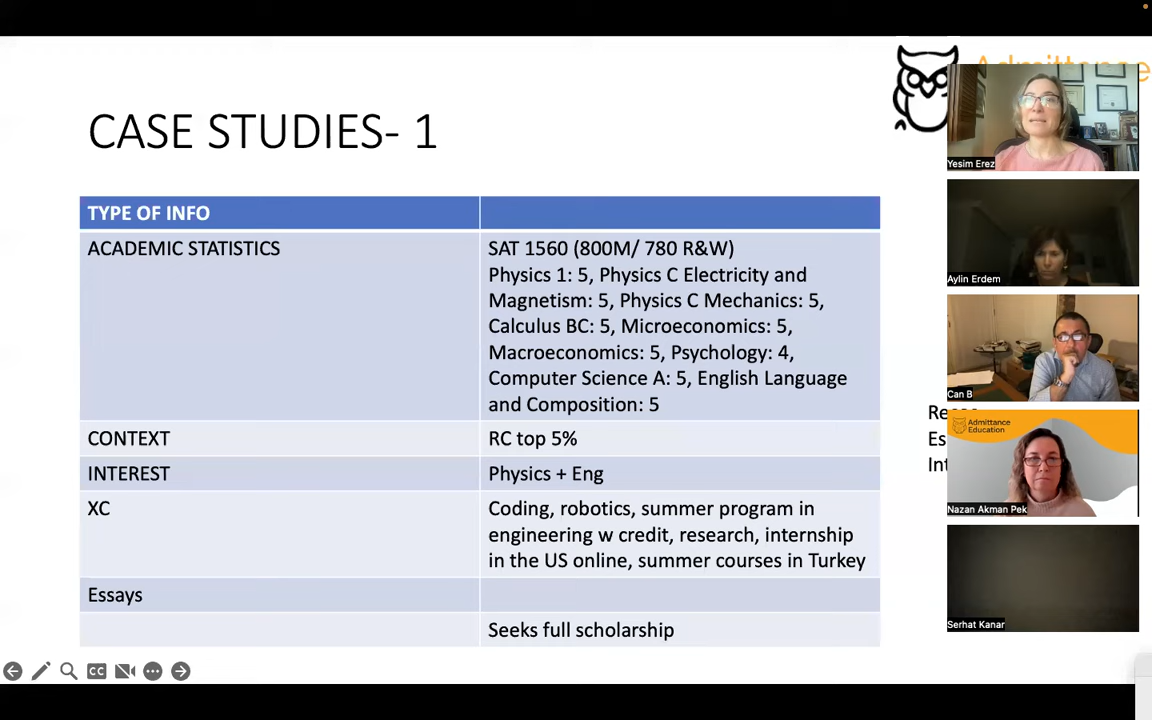 Admittance
CASE STUDIES- 1
TYPE OF INFO
ACADEMIC STATISTICS
SAT 1560 (800M/ 780 R&W)
Physics 1: 5, Physics C Electricity and
Magnetism: 5, Physics C Mechanics: 5,
Calculus BC: 5, Microeconomics: 5,
Macroeconomics: 5, Psychology: 4,
Computer Science A: 5, English Language
and Composition: 5
CONTEXT
RC top 5%
INTEREST
Physics + Eng
XC
Coding, robotics, summer program in
engineering w credit, research, internship
in the US online, summer courses in Turkey
Essays
Seeks full scholarship
CC
Yesim Erez
Aylin Erdem
Can B
Admittance
Education
Nazan Akman Pek
Serhat Kanar